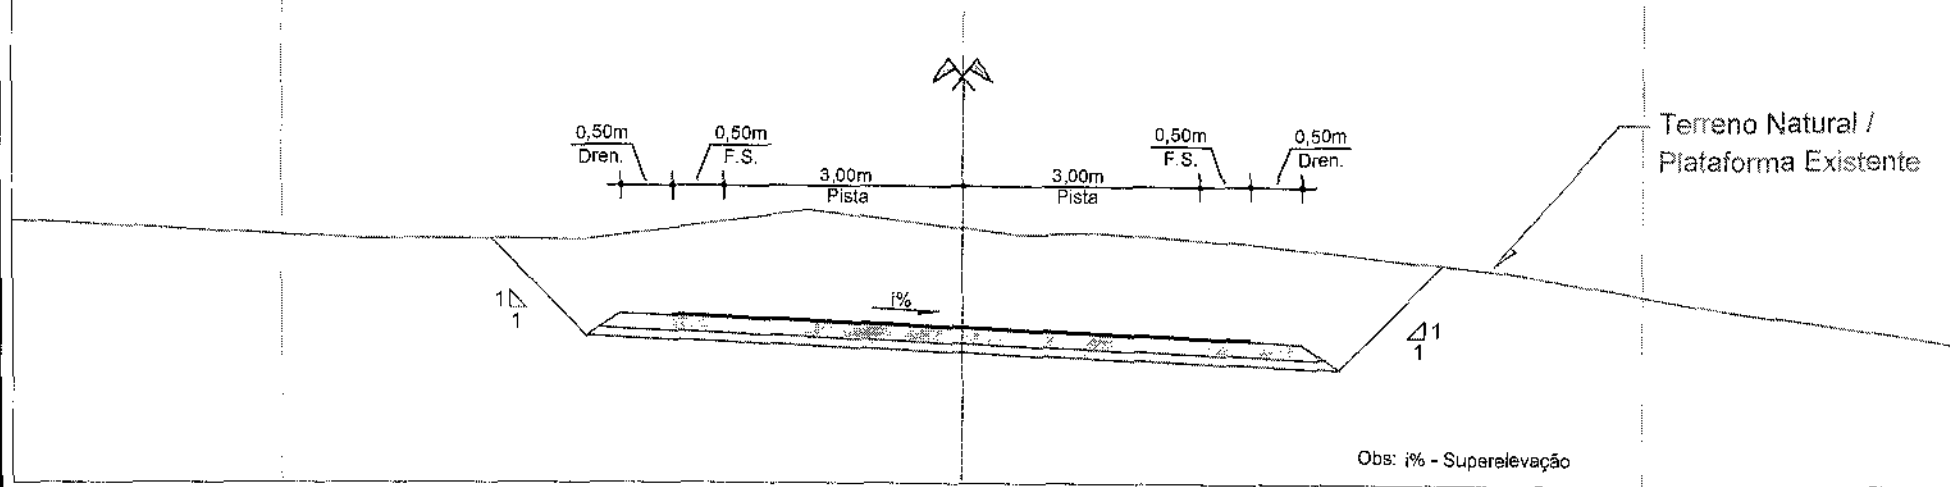 0,50m
Dren.
0,50m
F.S.
3,00m
Pista
3,00m
Pista
0,50m
F.S.
0,50m
Dren.
Terreno Natural /
Plataforma Existente
1
1
i%
1
1
Obs: i% - Superelevação